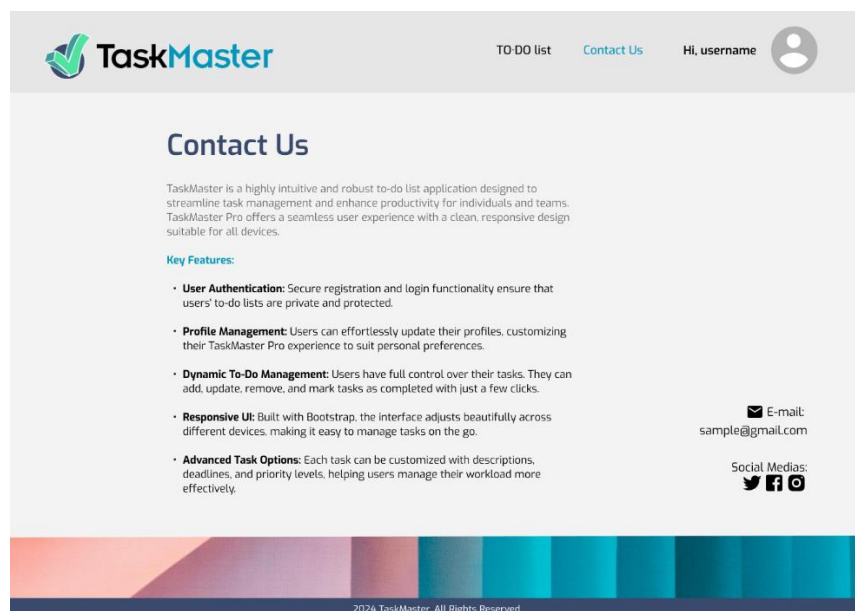 TaskMaster
TO-DO list
Contact Us
Hi, username
Contact Us
TaskMaster is a highly intuitive and robust to-do list application designed to
streamline task management and enhance productivity for individuals and teams.
TaskMaster Pro offers a seamless user experience with a clean, responsive design
suitable for all devices.
Key Features:
• User Authentication: Secure registration and login functionality ensure that
users' to-do lists are private and protected.
• Profile Management: Users can effortlessly update their profiles, customizing
their TaskMaster Pro experience to suit personal preferences.
• Dynamic To-Do Management: Users have full control over their tasks. They can
add, update, remove, and mark tasks as completed with just a few clicks.
• Responsive UI: Built with Bootstrap, the interface adjusts beautifully across
different devices, making it easy to manage tasks on the go.
• Advanced Task Options: Each task can be customized with descriptions,
deadlines, and priority levels, helping users manage their workload more
effectively.
E-mail:
sample@gmail.com
Social Medias:
2024 TaskMaster. All Rights Reserved